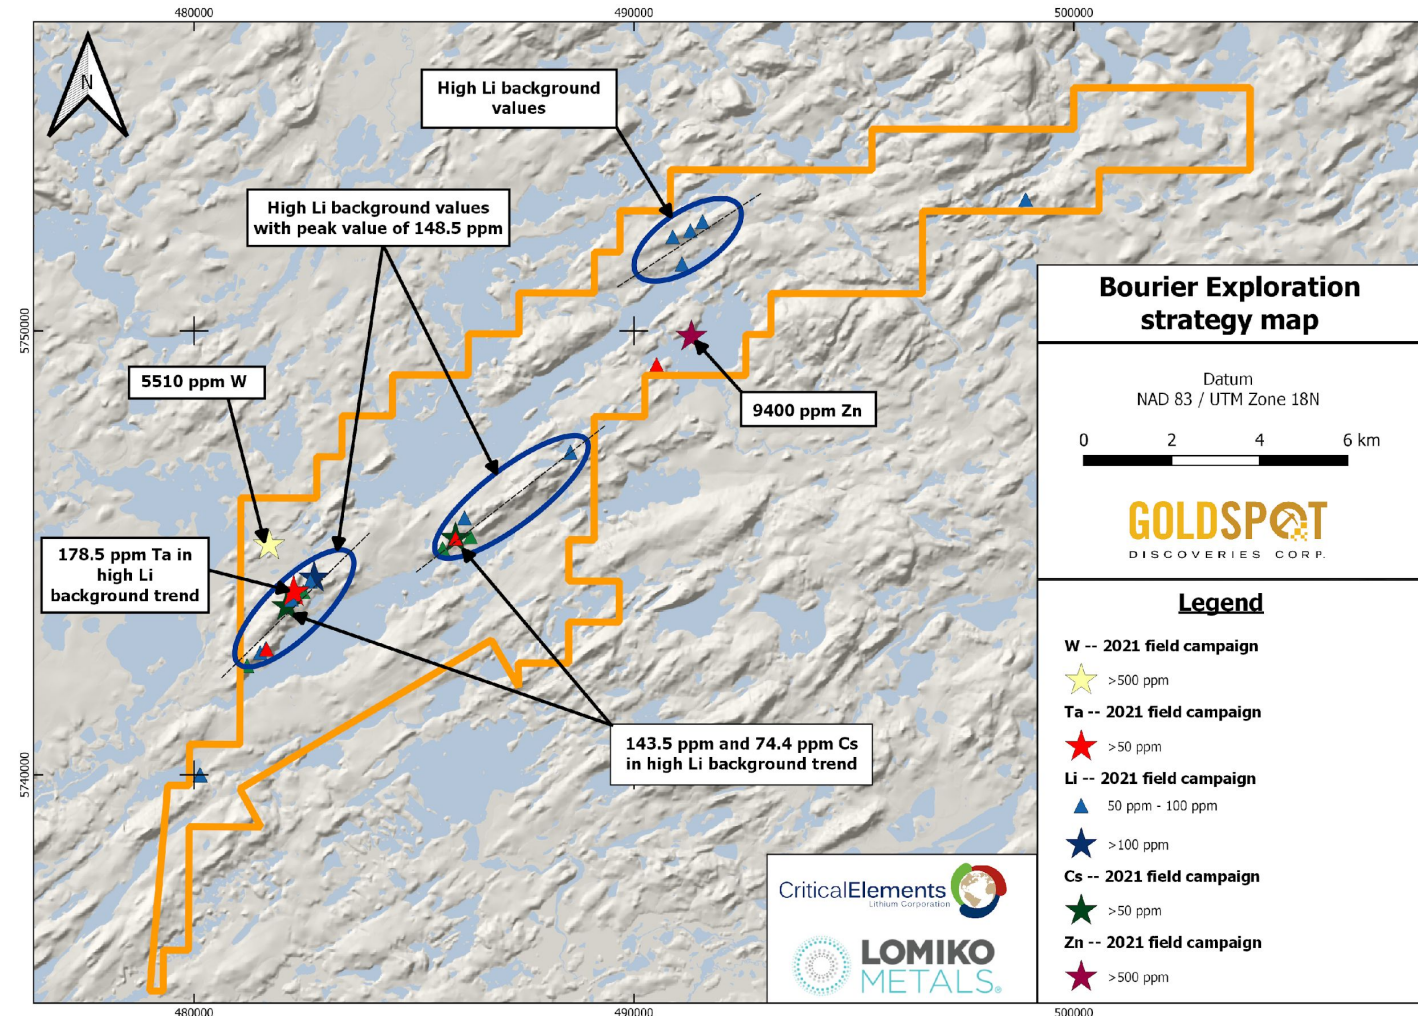 480000
490000
500000
N
High Li background
values
High Li background values
with peak value of 148.5 ppm
5750000
5510 ppm W
9400 ppm Zn
178.5 ppm Ta in
high Li
background trend
143.5 ppm and 74.4 ppm Cs
in high Li background trend
5740000
Bourier Exploration
strategy map
Datum
NAD 83 / UTM Zone 18N
0 2 4 6 km
GOLDSPOT
DISCOVERIES CORP.
Legend
W -- 2021 field campaign
>500 ppm
Ta -- 2021 field campaign
>50 ppm
Li -- 2021 field campaign
50 ppm - 100 ppm
>100 ppm
Cs -- 2021 field campaign
>50 ppm
Zn -- 2021 field campaign
>500 ppm
CriticalElements
Lithium Corporation
LOMIKO
METALS®
480000
490000
500000